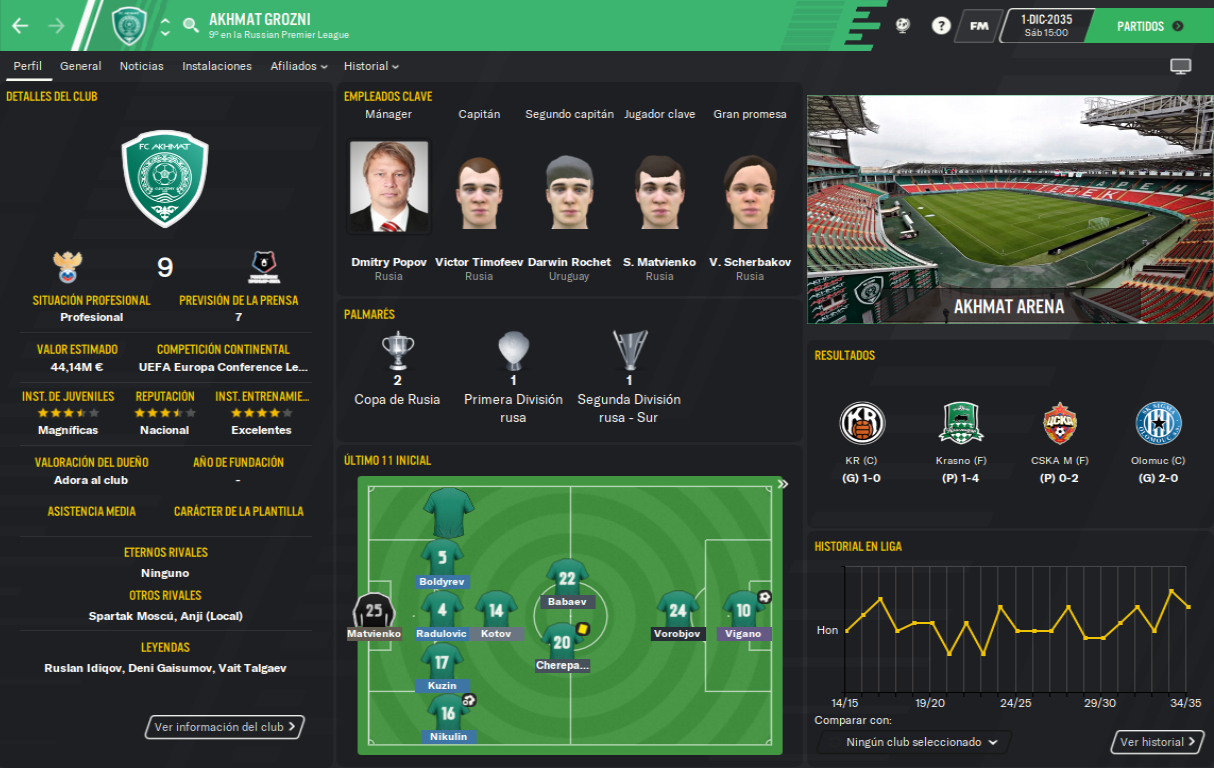 AKHMAT GROZNI
9º en la Russian Premier League
FM
1-DIC-2035
Sáb 15:00
PARTIDOS
Perfil
General
Noticias
Instalaciones
Afiliados
Historial
DETALLES DEL CLUB
FC AKHMAT
9
SITUACIÓN PROFESIONAL
Profesional
PREVISIÓN DE LA PRENSA
7
VALOR ESTIMADO
44,14M €
COMPETICIÓN CONTINENTAL
UEFA Europa Conference Le...
INST. DE JUVENILES
Magníficas
REPUTACIÓN
Nacional
INST. ENTRENAMIE...
Excelentes
VALORACIÓN DEL DUEÑO
Adora al club
AÑO DE FUNDACIÓN
-
ASISTENCIA MEDIA
CARÁCTER DE LA PLANTILLA
ETERNOS RIVALES
Ninguno
OTROS RIVALES
Spartak Moscú, Anji (Local)
LEYENDAS
Ruslan Idiqov, Deni Gaisumov, Vait Talgaev
Ver información del club
EMPLEADOS CLAVE
Mánager
Capitán
Segundo capitán
Jugador clave
Gran promesa
Dmitry Popov
Rusia
Victor Timofeev
Rusia
Darwin Rochet
Uruguay
S. Matvienko
Rusia
V. Scherbakov
Rusia
PALMARÉS
2
Copa de Rusia
1
Primera División
rusa
1
Segunda División
rusa - Sur
ÚLTIMO 11 INICIAL
5
Boldyrev
25
Matvienko
4
Radulovic
14
Kotov
22
Babaev
20
Cherepa...
24
Vorobjov
10
Vigano
17
Kuzin
16
Nikulin
AKHMAT ARENA
RESULTADOS
KR (C)
(G) 1-0
Krasno (F)
(P) 1-4
CSKA M (F)
(P) 0-2
Olomuc (C)
(G) 2-0
HISTORIAL EN LIGA
Hon
14/15
19/20
24/25
29/30
34/35
Comparar con:
Ningún club seleccionado
Ver historial